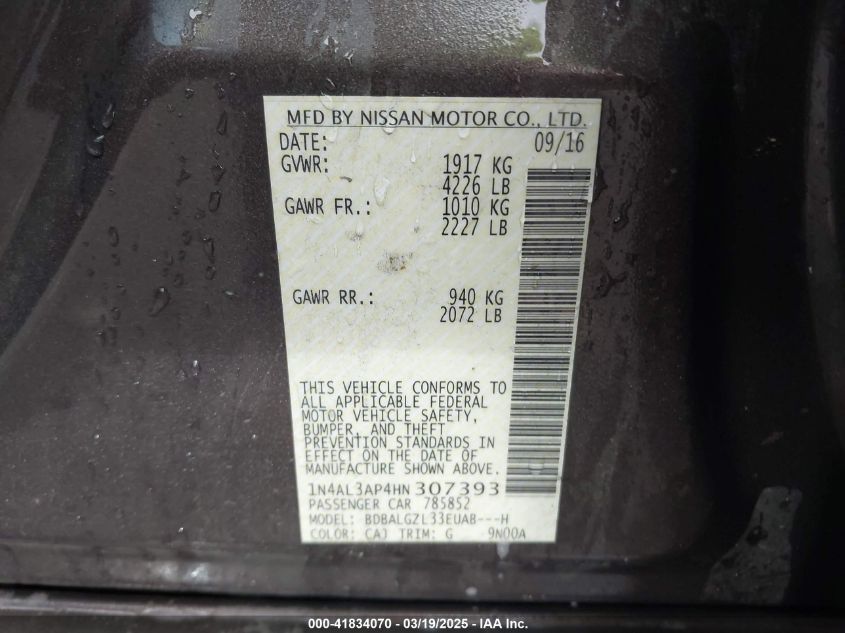 MFD BY NISSAN MOTOR CO., LTD.
DATE: 09/16
GVWR: 1917 KG
4226 LB
GAWR FR.: 1010 KG
2227 LB
GAWR RR.: 940 KG
2072 LB
THIS VEHICLE CONFORMS TO
ALL APPLICABLE FEDERAL
MOTOR VEHICLE SAFETY,
BUMPER, AND THEFT
PREVENTION STANDARDS IN
EFFECT ON THE DATE OF
MANUFACTURE SHOWN ABOVE.
1N4AL3AP4HN307393
PASSENGER CAR 785852
MODEL: BDBALGZL33EUAB---H
COLOR: CAJ TRIM: G 9N00A
000-41834070 - 03/19/2025 - IAA Inc.